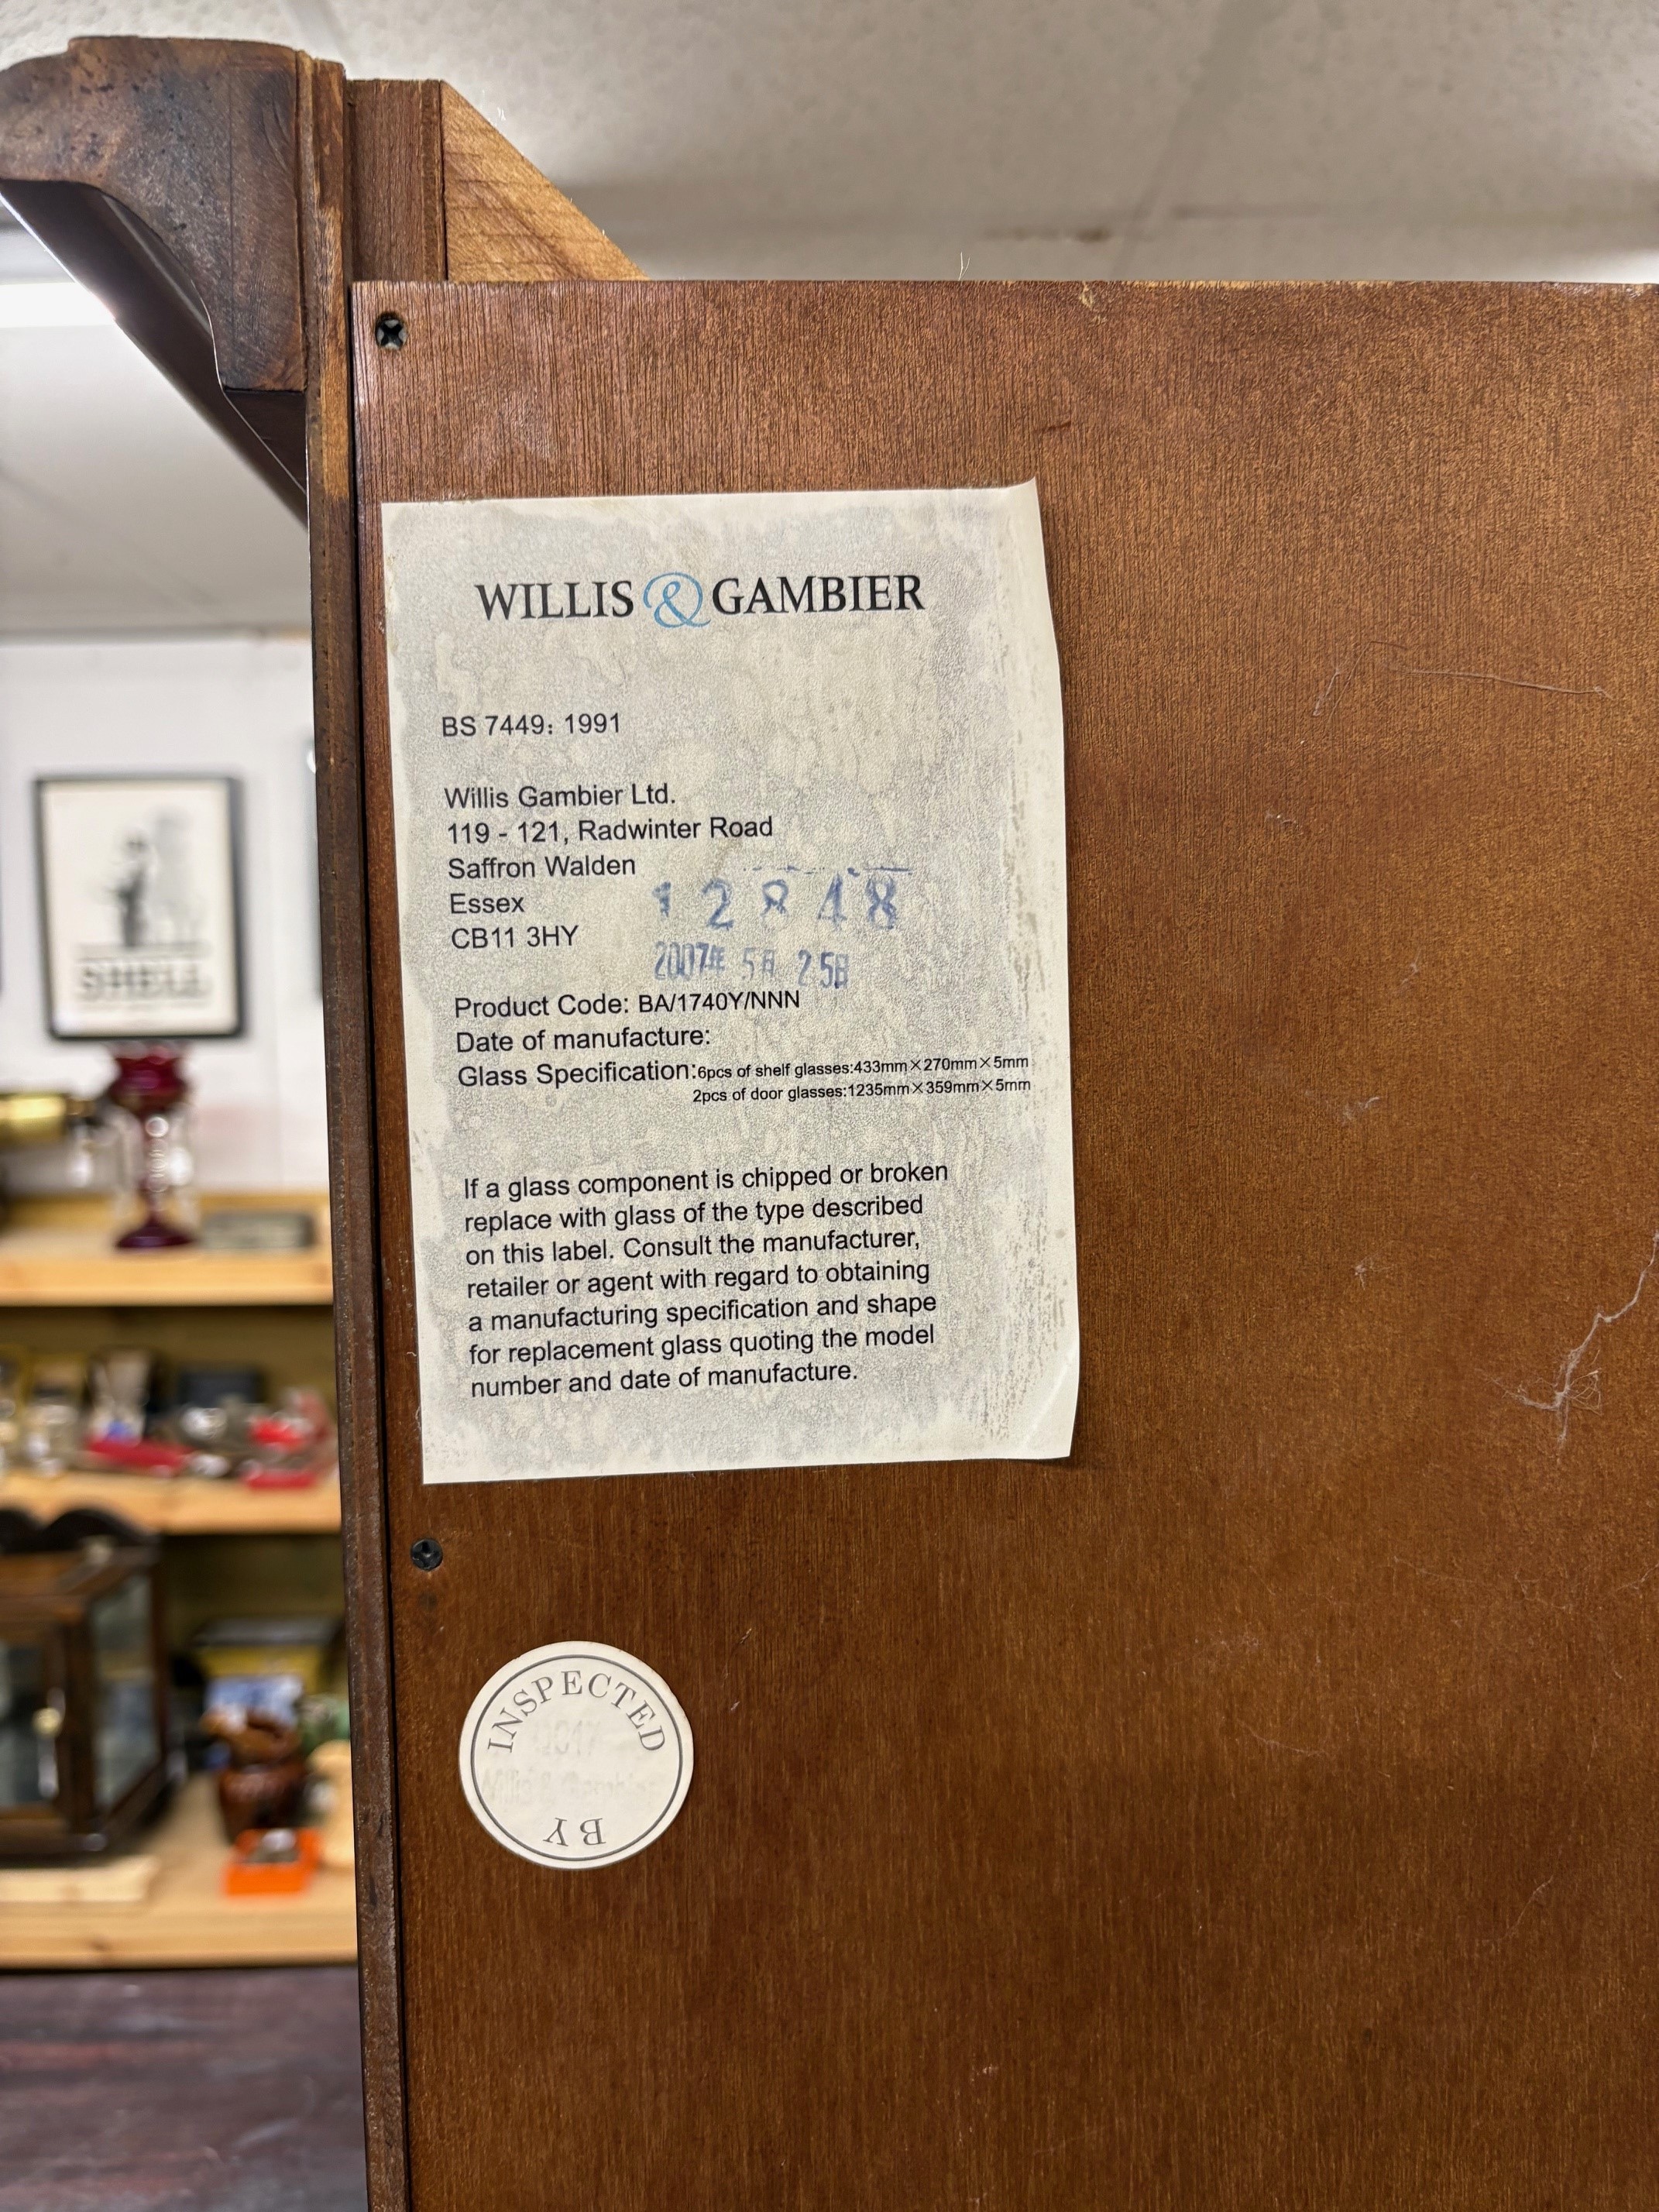 WILLIS & GAMBIER
BS 7449: 1991
Willis Gambier Ltd.
119 - 121, Radwinter Road
Saffron Walden
Essex
CB11 3HY
1 2 8 4 8
2007年 5月 25日
Product Code: BA/1740Y/NNN
Date of manufacture:
Glass Specification:6pcs of shelf glasses:433mm×270mm×5mm
2pcs of door glasses:1235mm×359mm×5mm
If a glass component is chipped or broken
replace with glass of the type described
on this label. Consult the manufacturer,
retailer or agent with regard to obtaining
a manufacturing specification and shape
for replacement glass quoting the model
number and date of manufacture.
INSPECTED
BY
SHELL